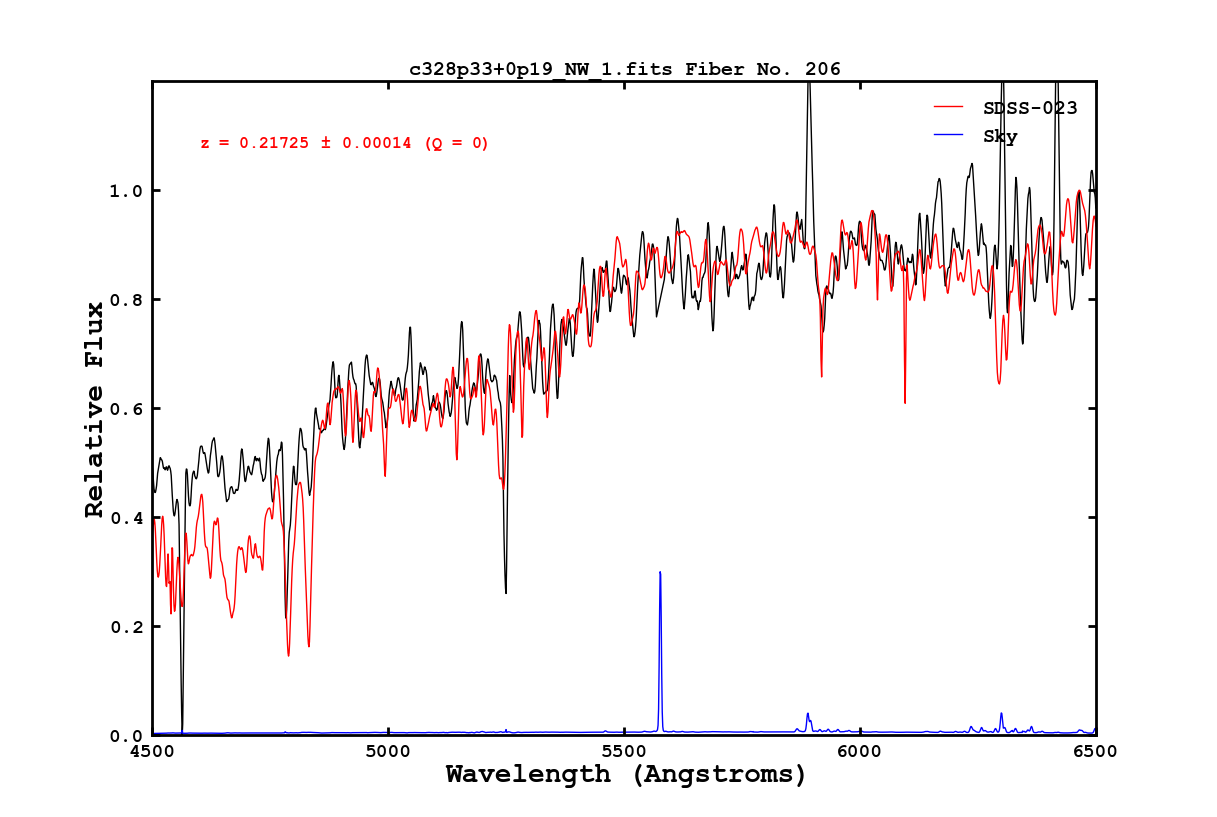 c328p33+0p19_NW_1.fits Fiber No. 206
SDSS-023
Sky
z = 0.21725 ± 0.00014 (Q = 0)
1.0
0.8
0.6
0.4
0.2
0.0
Relative Flux
4500 5000 5500 6000 6500
Wavelength (Angstroms)